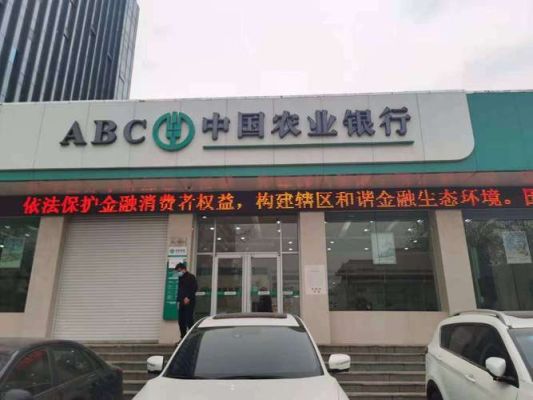 ABC 中国农业银行
依法保护金融消费者权益，构建辖区和谐金融生态环境。